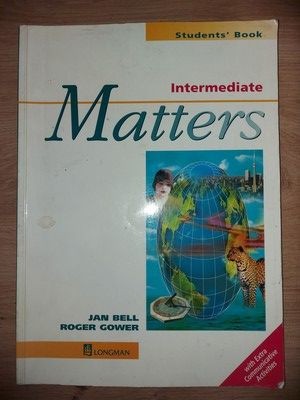 Students' Book
Intermediate
Matters
JAN BELL
ROGER GOWER
LONGMAN
with Extra
Communicative
Activities